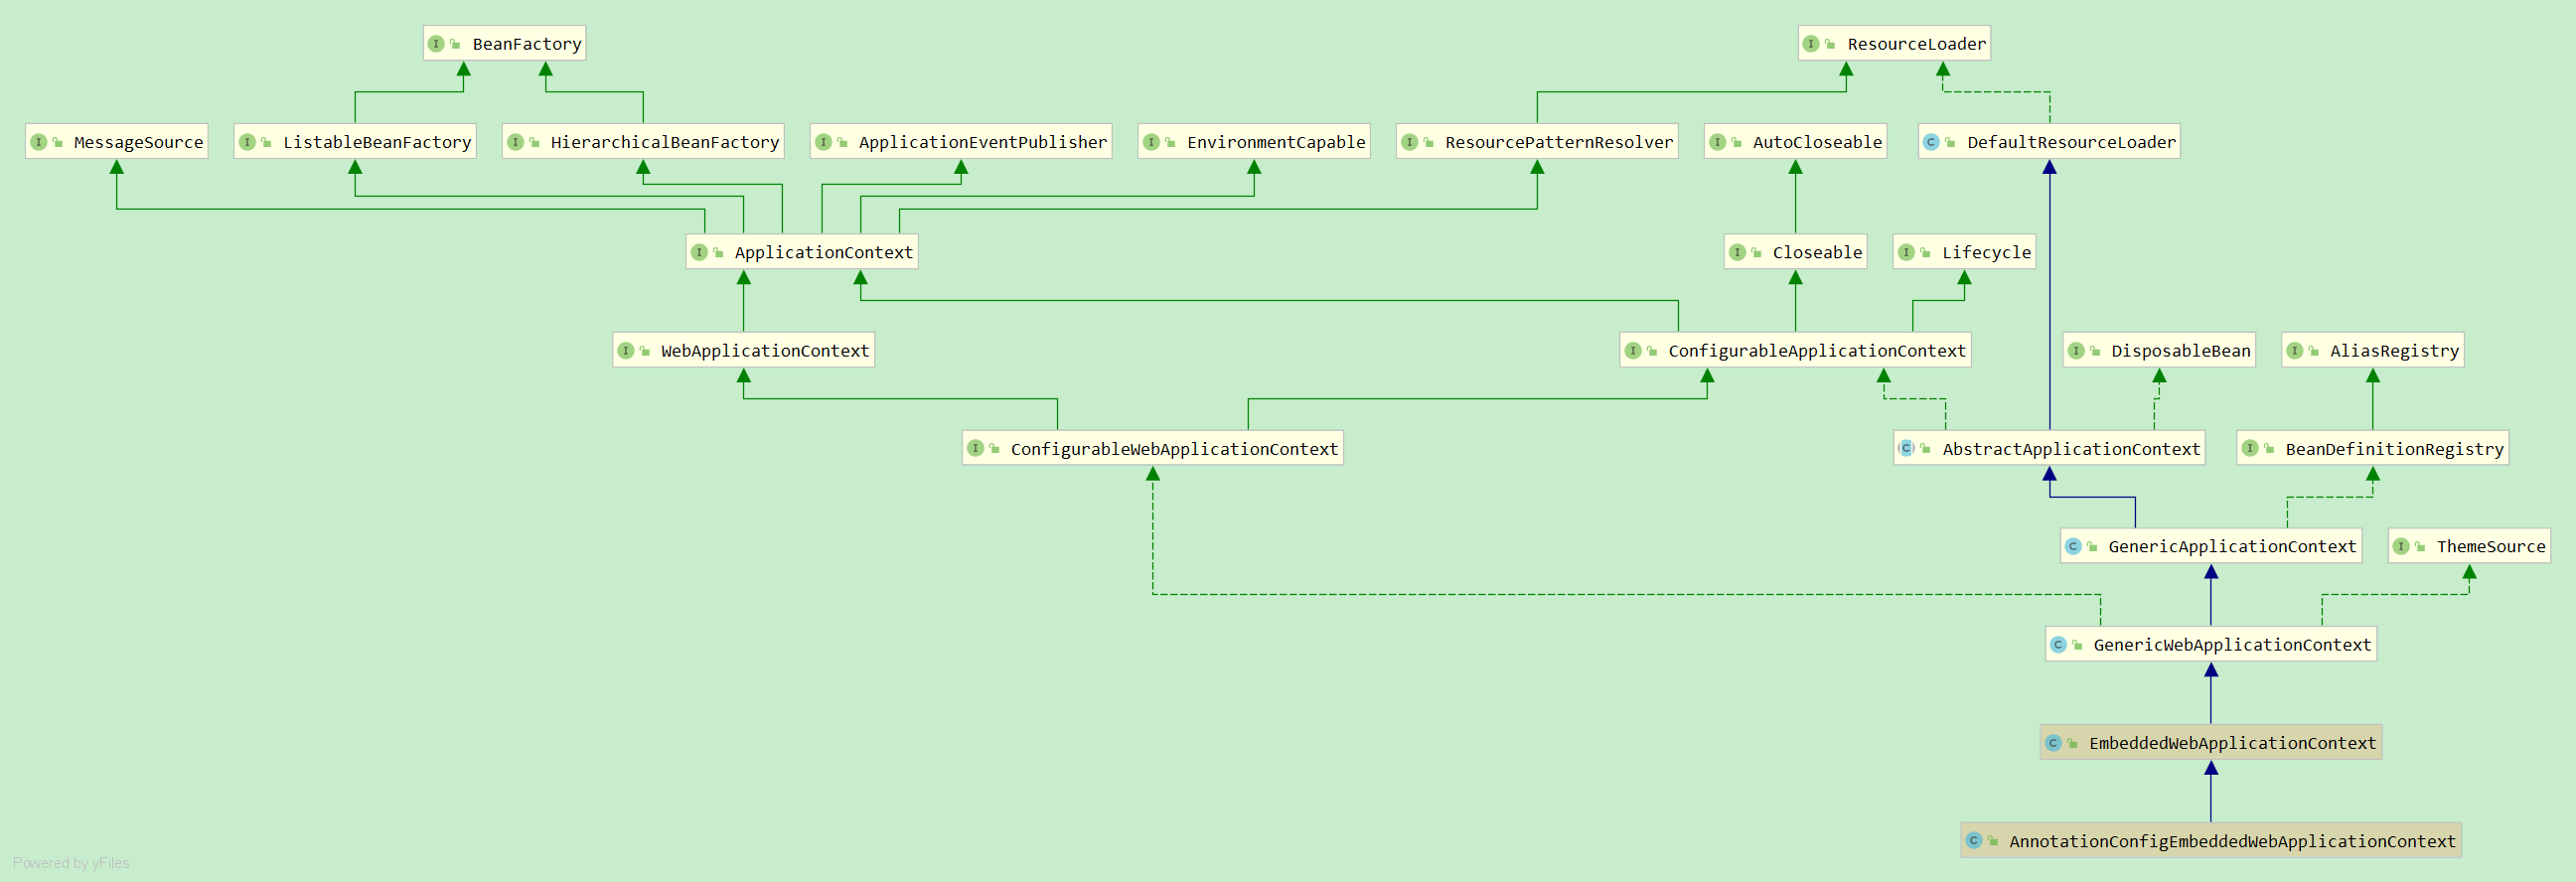 BeanFactory
ResourceLoader
MessageSource
ListableBeanFactory
HierarchicalBeanFactory
ApplicationEventPublisher
EnvironmentCapable
ResourcePatternResolver
AutoCloseable
DefaultResourceLoader
ApplicationContext
Closeable
Lifecycle
WebApplicationContext
ConfigurableApplicationContext
DisposableBean
AliasRegistry
ConfigurableWebApplicationContext
AbstractApplicationContext
BeanDefinitionRegistry
GenericApplicationContext
ThemeSource
GenericWebApplicationContext
EmbeddedWebApplicationContext
AnnotationConfigEmbeddedWebApplicationContext
Powered by yFiles